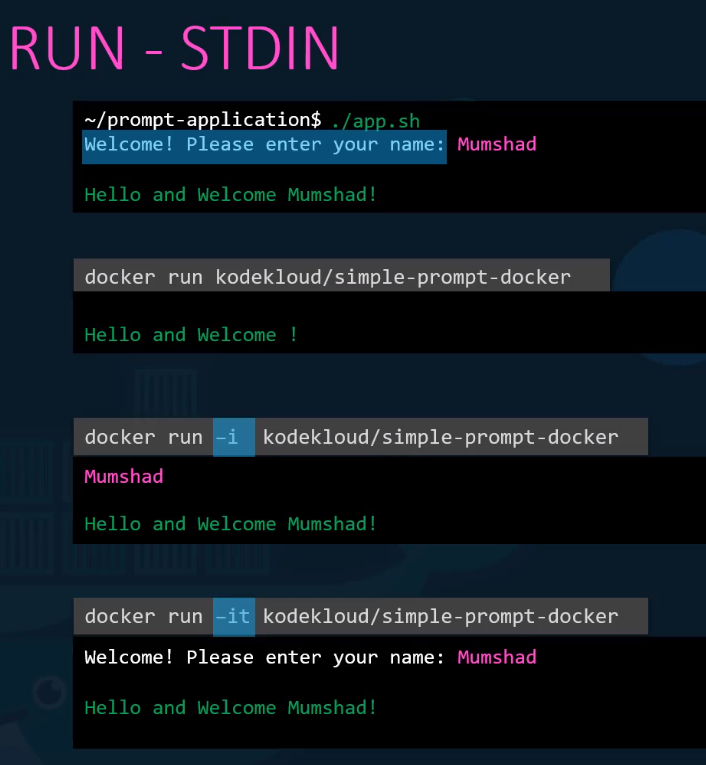 RUN - STDIN
~/prompt-application$ ./app.sh
Welcome! Please enter your name: Mumshad
Hello and Welcome Mumshad!
docker run kodekloud/simple-prompt-docker
Hello and Welcome !
docker run -i kodekloud/simple-prompt-docker
Mumshad
Hello and Welcome Mumshad!
docker run -it kodekloud/simple-prompt-docker
Welcome! Please enter your name: Mumshad
Hello and Welcome Mumshad!